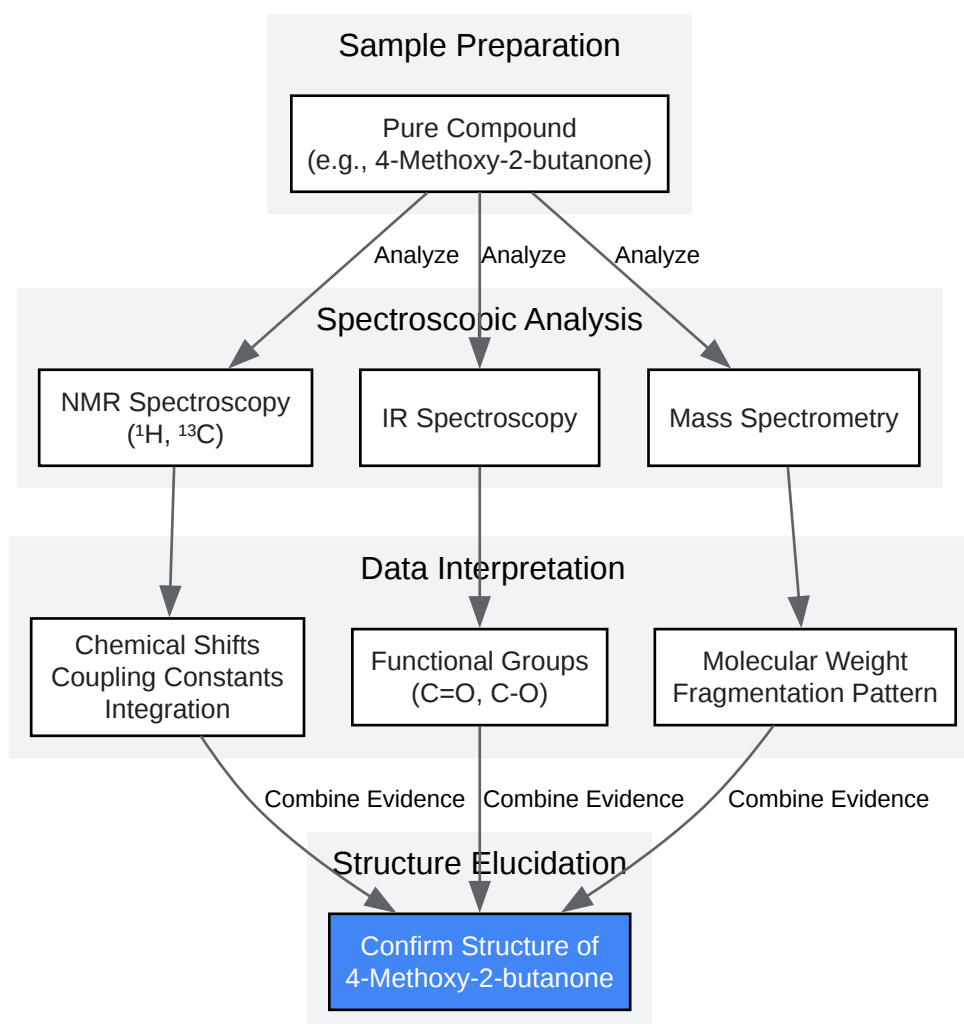 Sample Preparation
Pure Compound
(e.g., 4-Methoxy-2-butanone)
Analyze
Analyze
Analyze
Spectroscopic Analysis
NMR Spectroscopy
(¹H, ¹³C)
IR Spectroscopy
Mass Spectrometry
Data Interpretation
Chemical Shifts
Coupling Constants
Integration
Functional Groups
(C=O, C-O)
Molecular Weight
Fragmentation Pattern
Combine Evidence
Combine Evidence
Combine Evidence
Structure Elucidation
Confirm Structure of
4-Methoxy-2-butanone